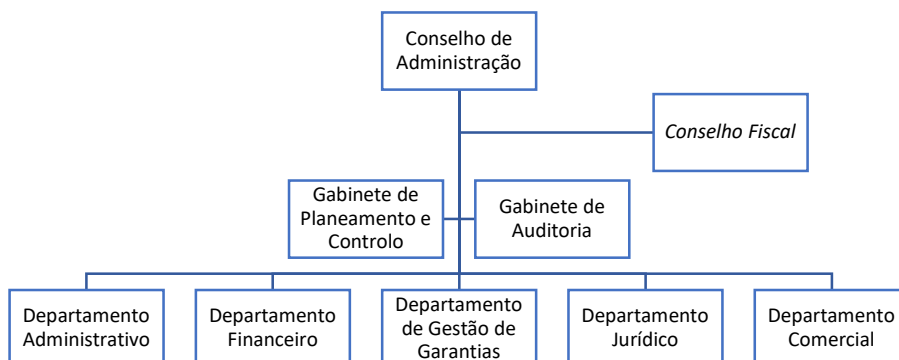 Conselho de
Administração
Conselho Fiscal
Gabinete de
Planeamento e
Controlo
Gabinete de
Auditoria
Departamento
Administrativo
Departamento
Financeiro
Departamento
de Gestão de
Garantias
Departamento
Jurídico
Departamento
Comercial